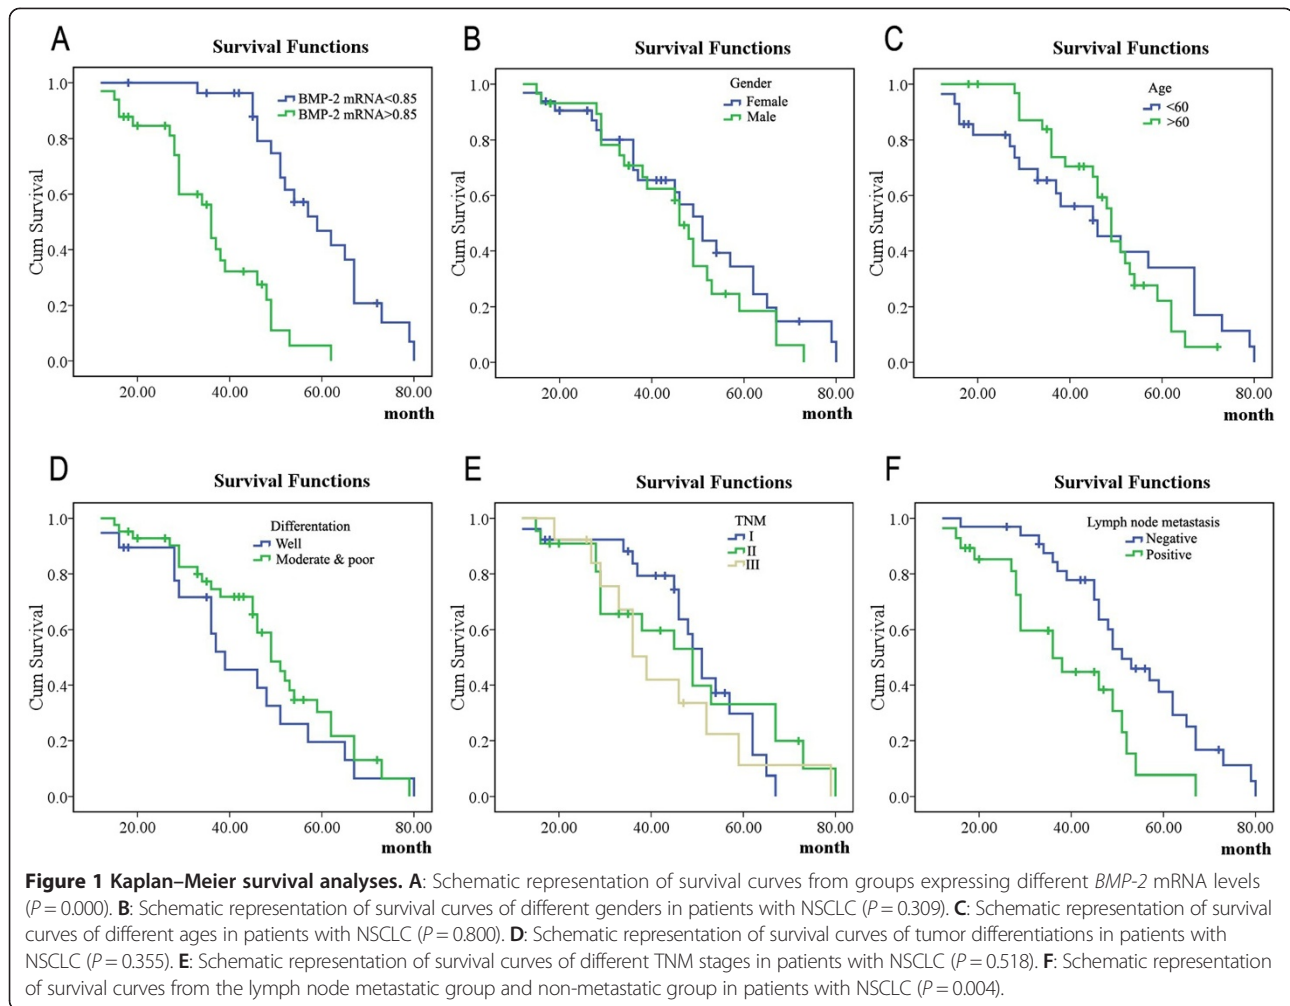 A
Survival Functions
BMP-2 mRNA<0.85
BMP-2 mRNA>0.85
Cum Survival
1.0
0.8
0.6
0.4
0.2
0.0
20.00 40.00 60.00 80.00
month
B
Survival Functions
Gender
Female
Male
Cum Survival
1.0
0.8
0.6
0.4
0.2
0.0
20.00 40.00 60.00 80.00
month
C
Survival Functions
Age
<60
>60
Cum Survival
1.0
0.8
0.6
0.4
0.2
0.0
20.00 40.00 60.00 80.00
month
D
Survival Functions
Differentation
Well
Moderate & poor
Cum Survival
1.0
0.8
0.6
0.4
0.2
0.0
20.00 40.00 60.00 80.00
month
E
Survival Functions
TNM
I
II
III
Cum Survival
1.0
0.8
0.6
0.4
0.2
0.0
20.00 40.00 60.00 80.00
month
F
Survival Functions
Lymph node metastasis
Negative
Positive
Cum Survival
1.0
0.8
0.6
0.4
0.2
0.0
20.00 40.00 60.00 80.00
month
Figure 1 Kaplan–Meier survival analyses. A: Schematic representation of survival curves from groups expressing different BMP-2 mRNA levels
(P = 0.000). B: Schematic representation of survival curves of different genders in patients with NSCLC (P = 0.309). C: Schematic representation of survival
curves of different ages in patients with NSCLC (P = 0.800). D: Schematic representation of survival curves of tumor differentiations in patients with
NSCLC (P = 0.355). E: Schematic representation of survival curves of different TNM stages in patients with NSCLC (P = 0.518). F: Schematic representation
of survival curves from the lymph node metastatic group and non-metastatic group in patients with NSCLC (P = 0.004).